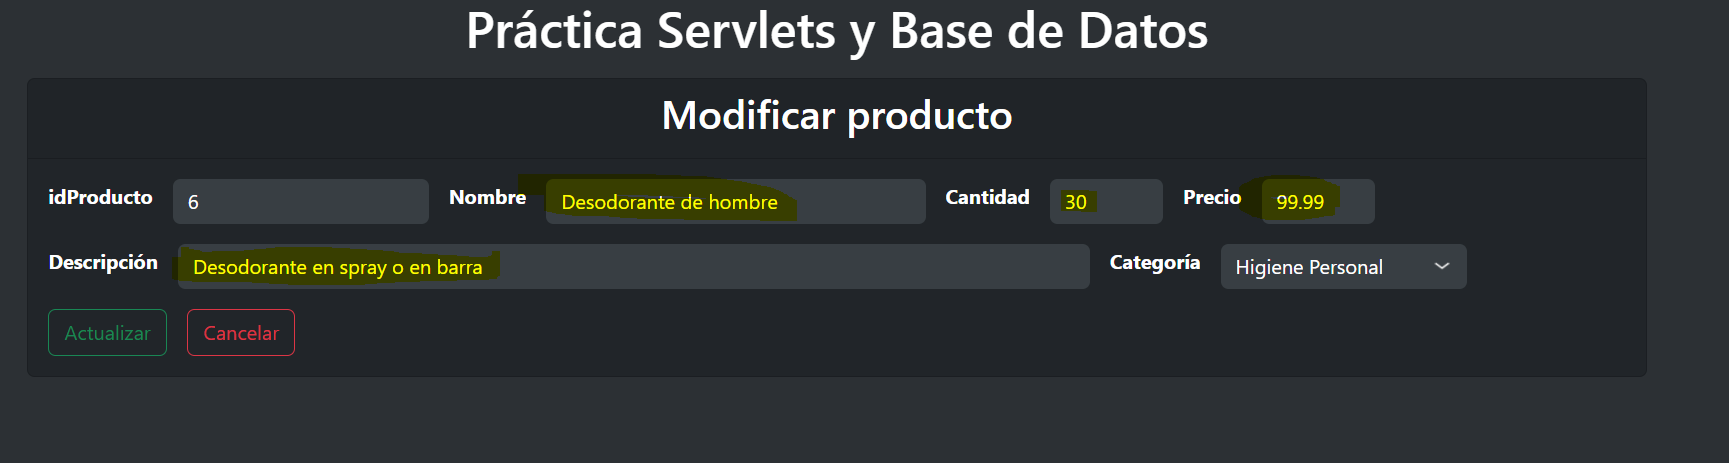 Práctica Servlets y Base de Datos
Modificar producto
idProducto 6 Nombre Desodorante de hombre Cantidad 30 Precio 99.99
Descripción Desodorante en spray o en barra Categoría Higiene Personal
Actualizar Cancelar